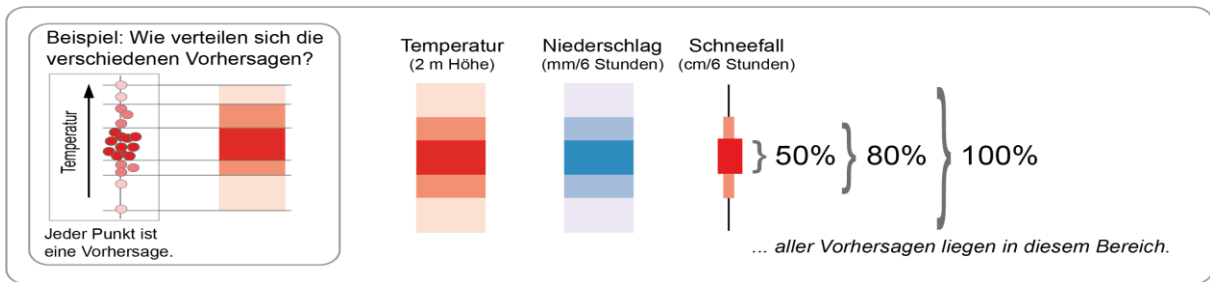 Beispiel: Wie verteilen sich die
verschiedenen Vorhersagen?
Temperatur
Jeder Punkt ist
eine Vorhersage.
Temperatur
(2 m Höhe)
Niederschlag
(mm/6 Stunden)
Schneefall
(cm/6 Stunden)
50%
80%
100%
... aller Vorhersagen liegen in diesem Bereich.